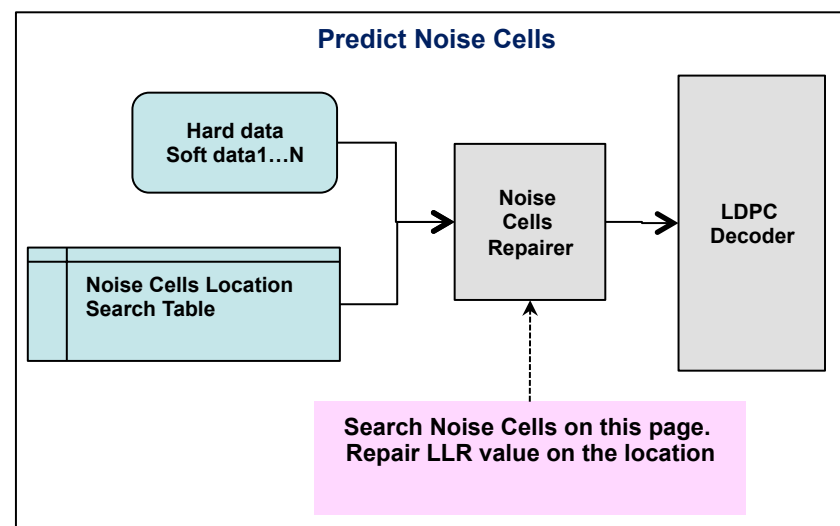 Predict Noise Cells
Hard data
Soft data1…N
Noise Cells Location
Search Table
Noise
Cells
Repairer
LDPC
Decoder
Search Noise Cells on this page.
Repair LLR value on the location